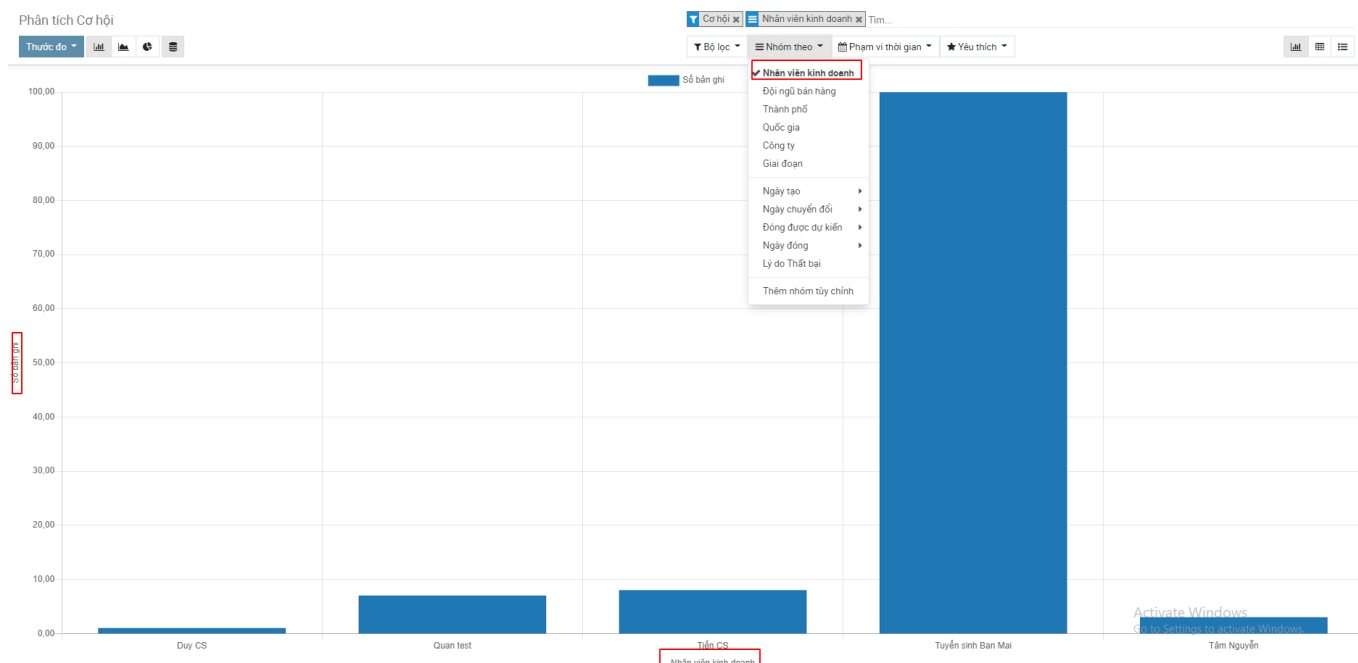 Phân tích Cơ hội
Cơ hội × Nhân viên kinh doanh × Tìm...
Thước đo
Bộ lọc Nhóm theo Phạm vi thời gian Yêu thích
Nhân viên kinh doanh
Đội ngũ bán hàng
Thành phố
Quốc gia
Công ty
Giai đoạn
Ngày tạo
Ngày chuyển đổi
Đóng được dự kiến
Ngày đóng
Lý do Thất bại
Thêm nhóm tùy chỉnh
Số bản ghi
100,00
90,00
80,00
70,00
60,00
50,00
40,00
30,00
20,00
10,00
0,00
Số bản ghi
Duy CS Quan test Tiến CS Tuyển sinh Ban Mai Tâm Nguyễn
Nhân viên kinh doanh
Activate Windows
Go to Settings to activate Windows.